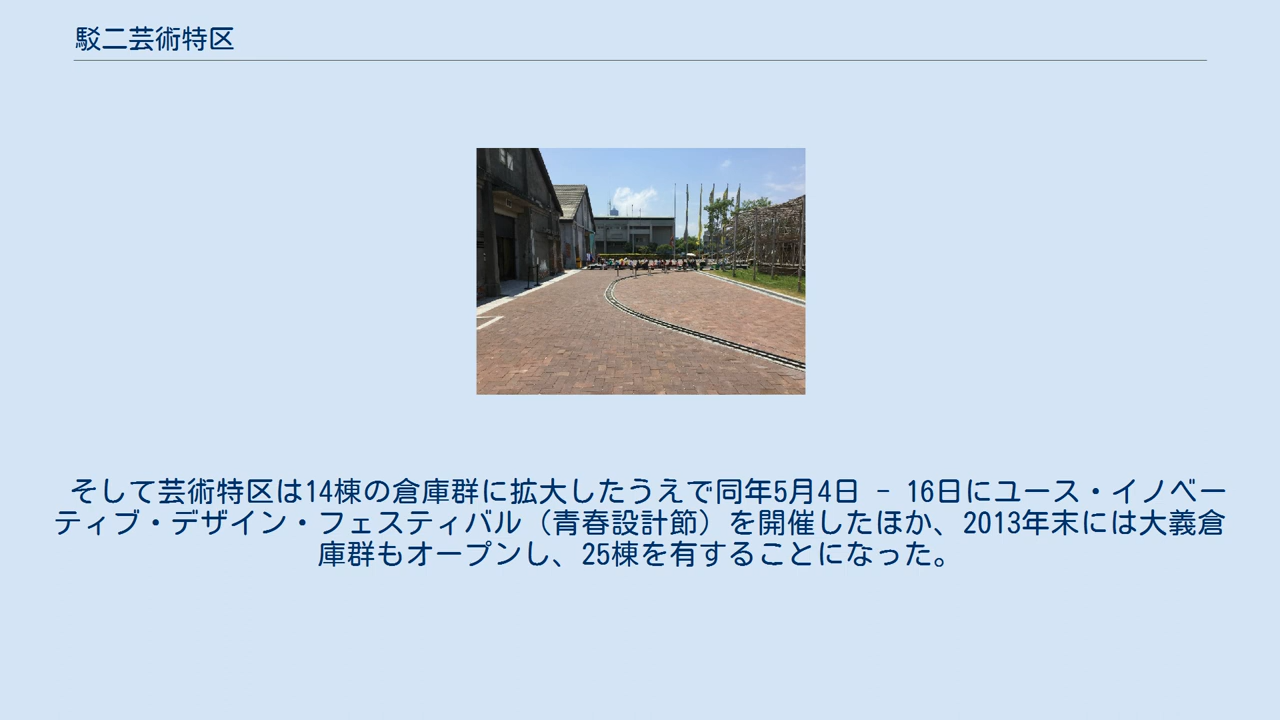 駁二芸術特区
そして芸術特区は14棟の倉庫群に拡大したうえで同年5月4日 - 16日にユース・イノベー
ティブ・デザイン・フェスティバル（青春設計節）を開催したほか、2013年末には大義倉
庫群もオープンし、25棟を有することになった。